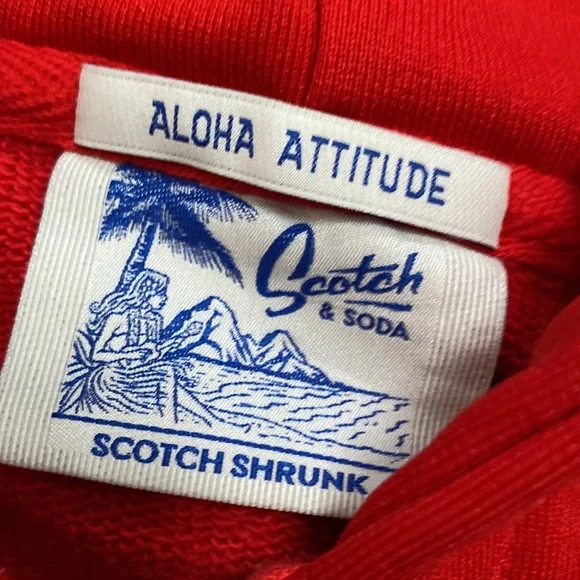 ALOHA ATTITUDE
Scotch
& SODA
SCOTCH SHRUNK